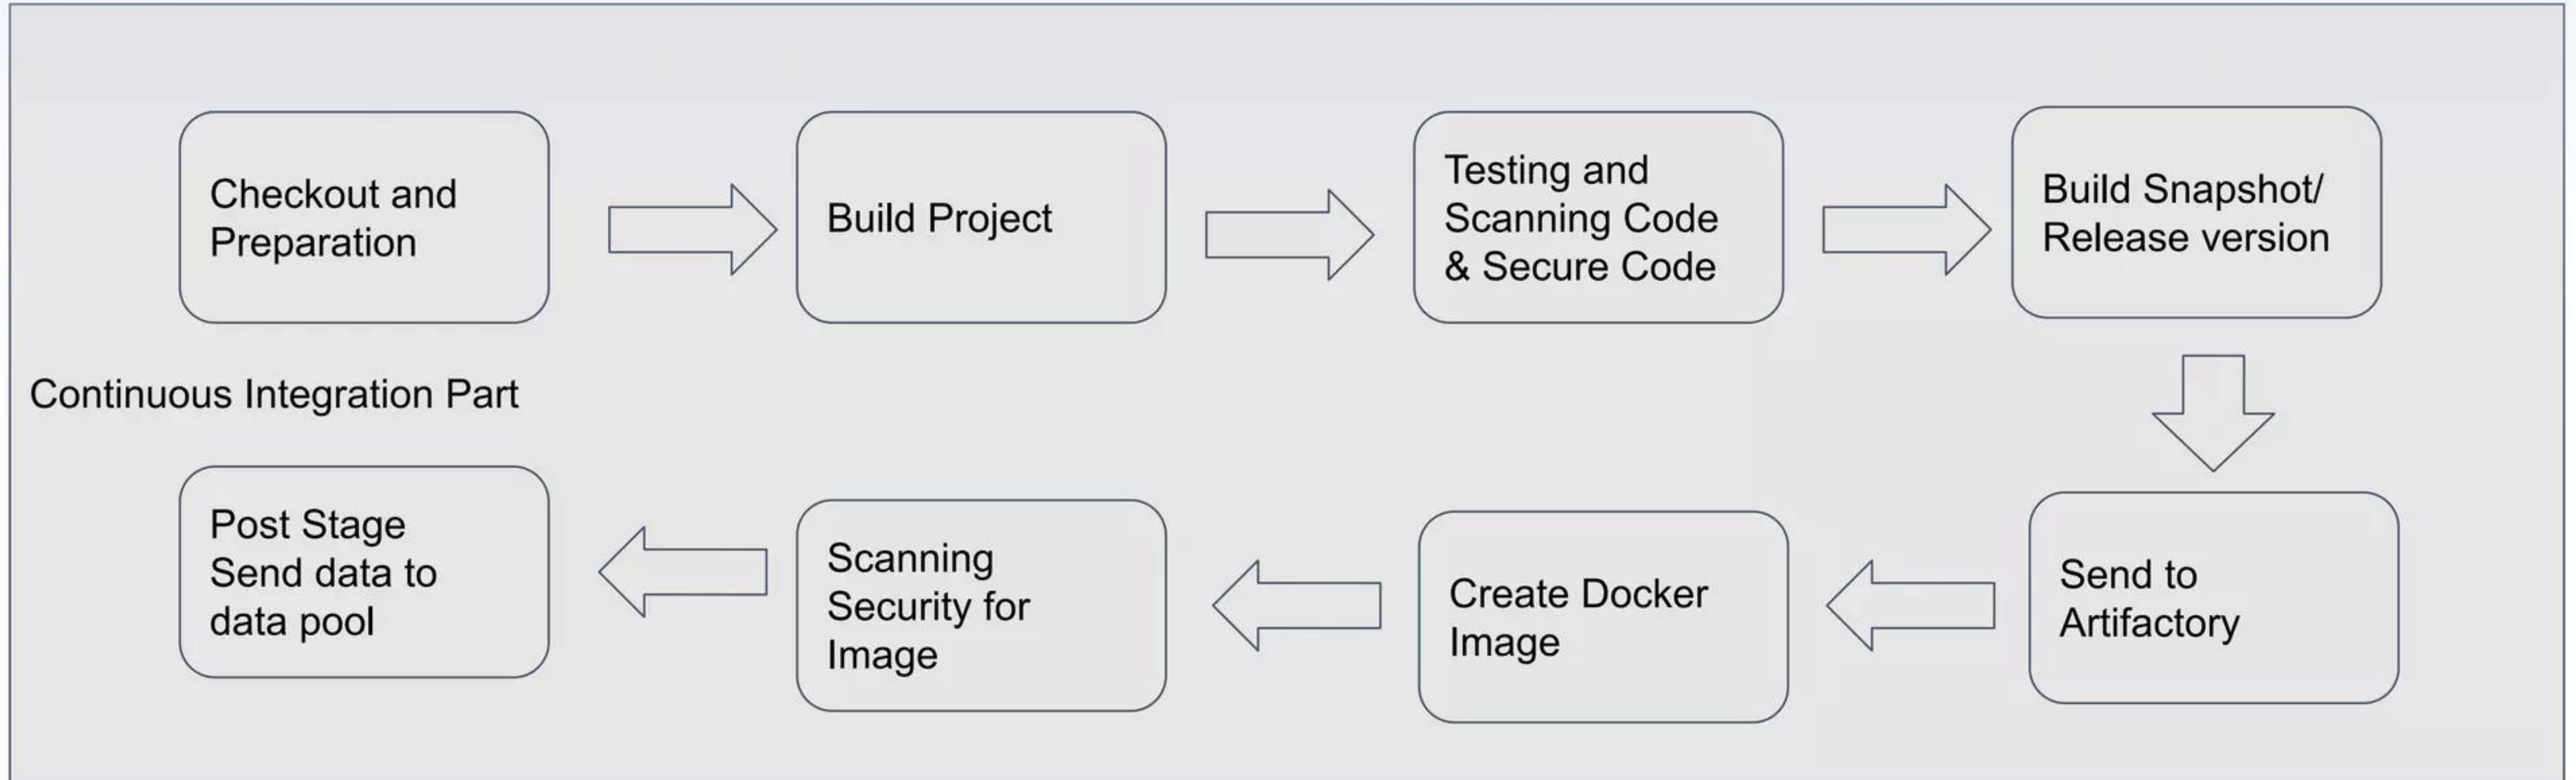 Checkout and
Preparation
Build Project
Testing and
Scanning Code
& Secure Code
Build Snapshot/
Release version
Continuous Integration Part
Send to
Artifactory
Create Docker
Image
Scanning
Security for
Image
Post Stage
Send data to
data pool